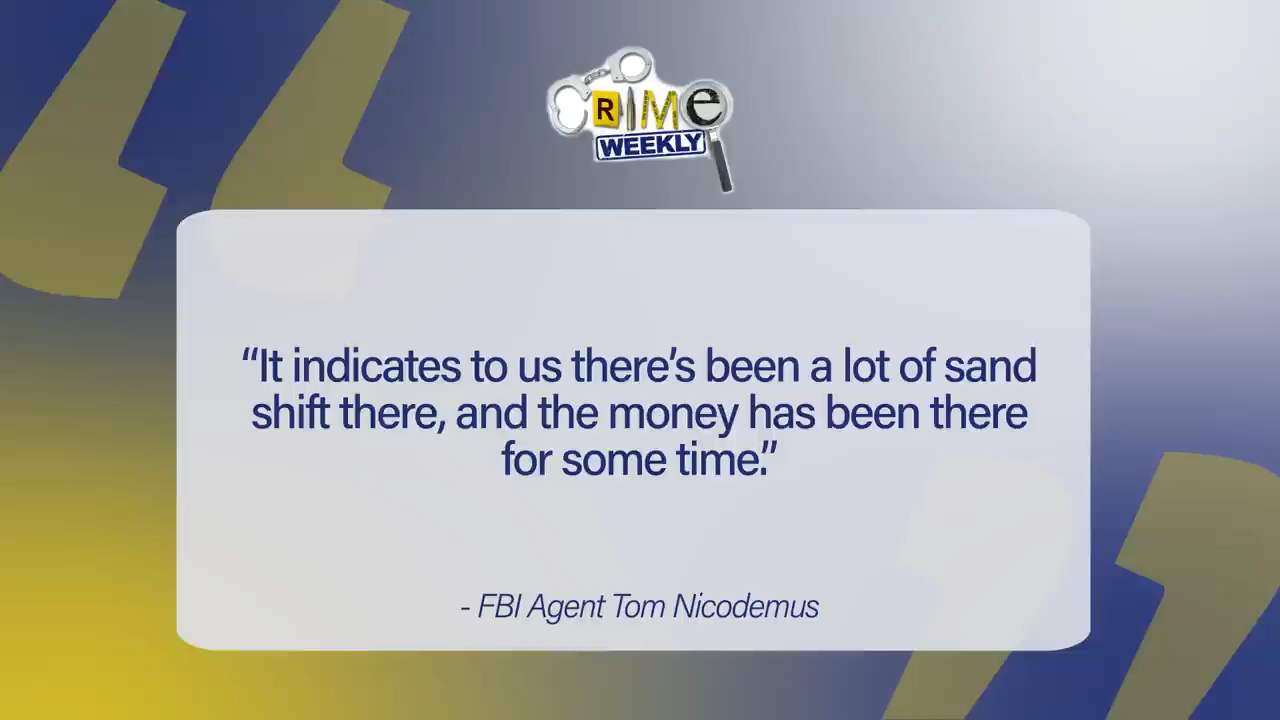 CRIME
WEEKLY
“It indicates to us there’s been a lot of sand
shift there, and the money has been there
for some time.”
- FBI Agent Tom Nicodemus